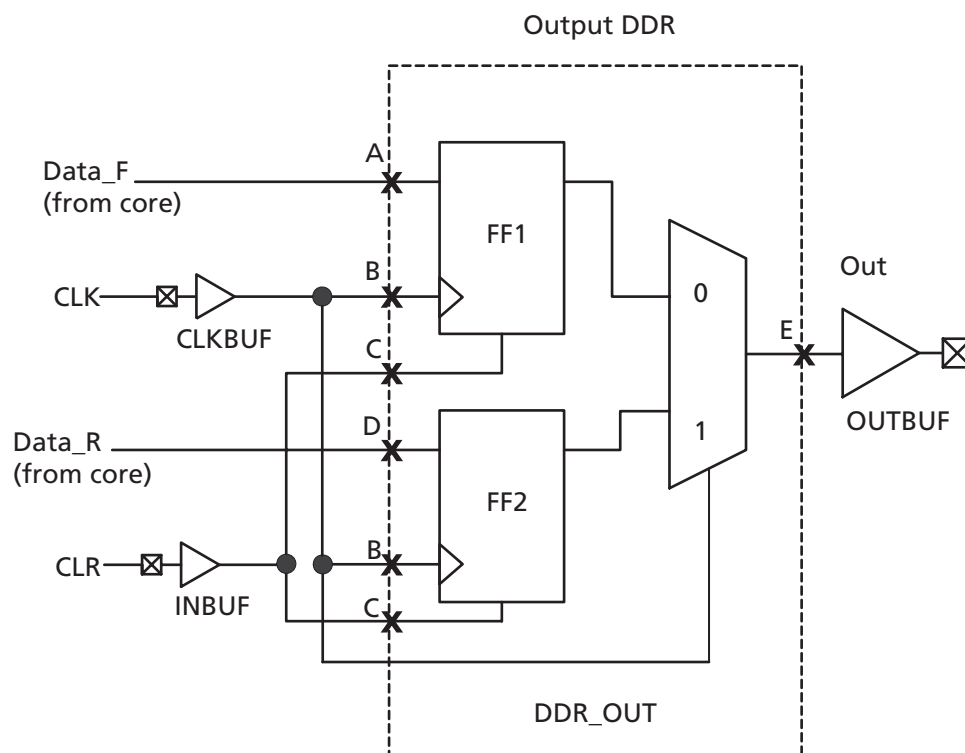 Output DDR
A
Data_F
(from core)
FF1
B
CLK
CLKBUF
C
0
Out
E
OUTBUF
D
Data_R
(from core)
1
FF2
B
CLR
INBUF
C
DDR_OUT